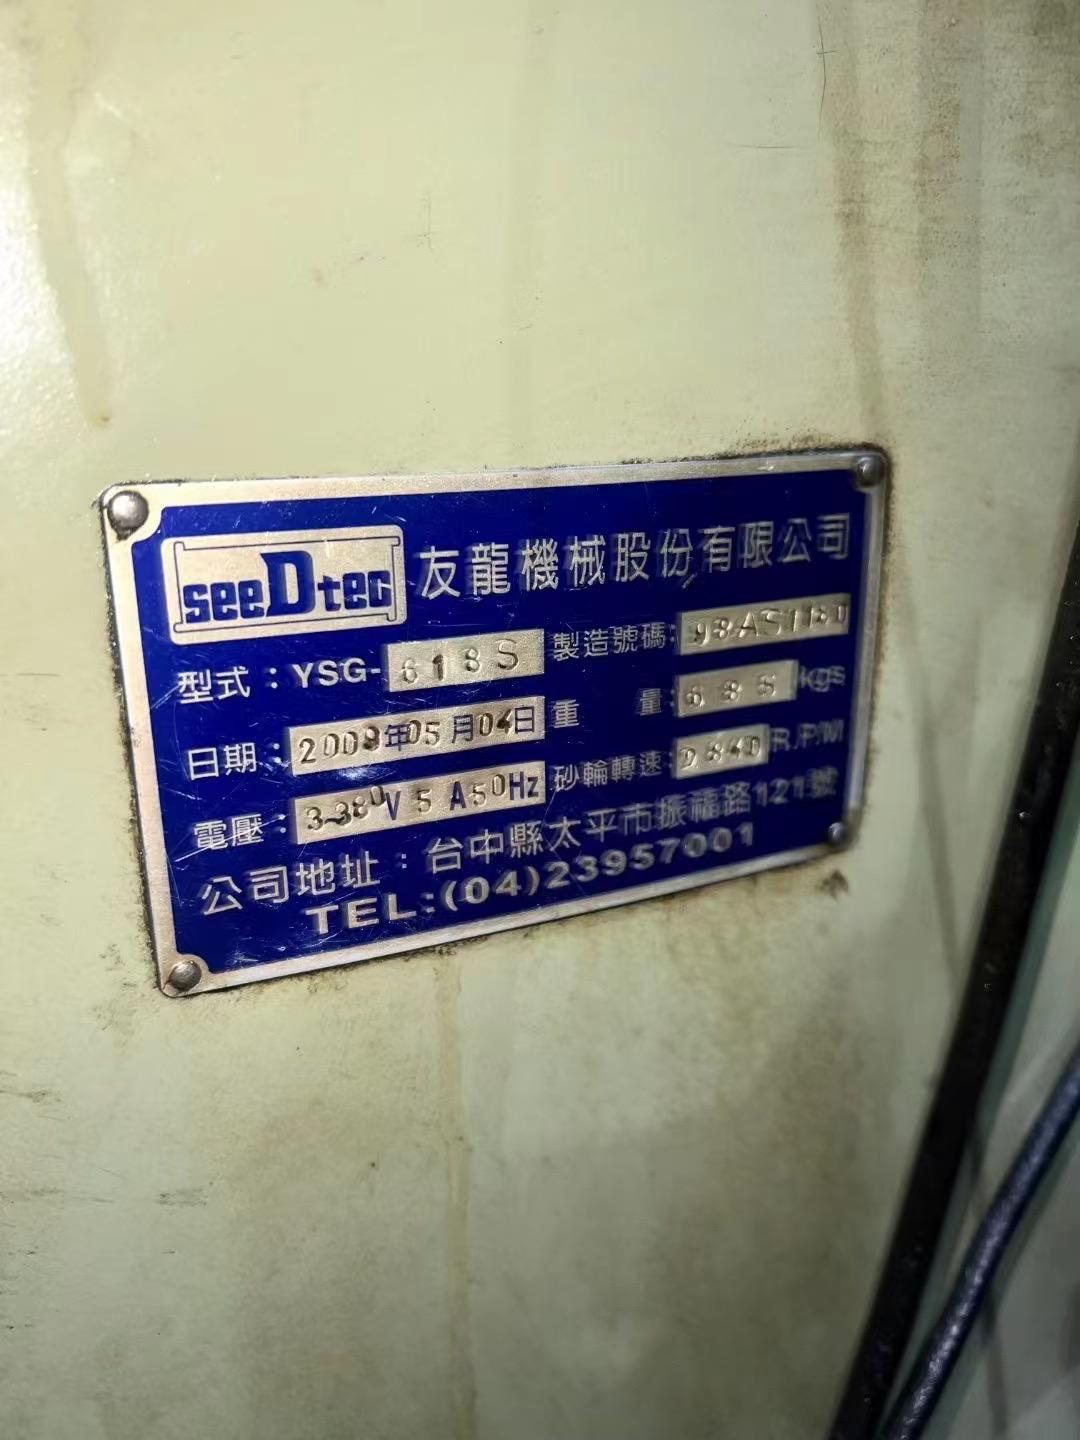 seeDtec 友龍機械股份有限公司
型式：YSG-618S 製造號碼:98AS1180
日期：2009年05月04日 重 量:685 kgs
電壓：3~380V 5 A50Hz 砂輪轉速:2840 R.P.M
公司地址：台中縣太平市振福路121號
TEL:(04)23957001